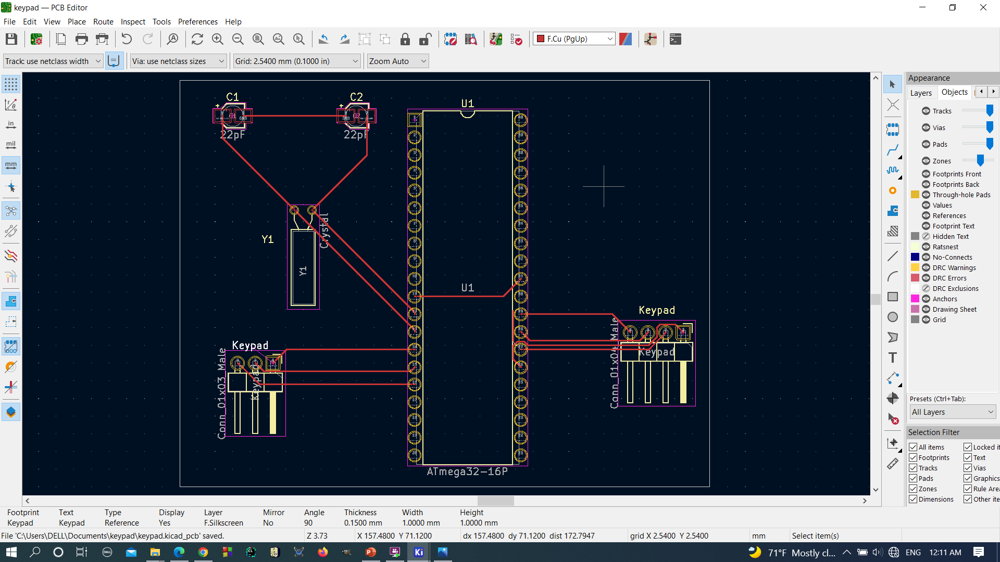 keypad — PCB Editor
File Edit View Place Route Inspect Tools Preferences Help
F.Cu (PgUp)
Track: use netclass width Via: use netclass sizes Grid: 2.5400 mm (0.1000 in) Zoom Auto
in
mil
mm
C1
22pF
GND
C2
22pF
GND
U1
U1
ATmega32-16P
Crystal
Y1
Y1
Keypad
Keypad
Conn_01x03_Male
Keypad
Keypad
Conn_01x04_Male
Appearance
Layers Objects
Tracks
Vias
Pads
Zones
Footprints Front
Footprints Back
Through-hole Pads
Values
References
Footprint Text
Hidden Text
Ratsnest
No-Connects
DRC Warnings
DRC Errors
DRC Exclusions
Anchors
Drawing Sheet
Grid
Presets (Ctrl+Tab):
All Layers
Selection Filter
All items Locked it
Footprints Text
Tracks Vias
Pads Graphics
Zones Rule Area
Dimensions Other ite
Footprint Text Type Display Layer Mirror Angle Thickness Width Height
Keypad Keypad Reference Yes F.Silkscreen No 90 0.1500 mm 1.0000 mm 1.0000 mm
File 'C:\Users\DELL\Documents\keypad\keypad.kicad_pcb' saved. Z 3.73 X 157.4800 Y 71.1200 dx 157.4800 dy 71.1200 dist 172.7947 grid X 2.5400 Y 2.5400 mm Select item(s)
71°F Mostly cl... ENG 12:11 AM